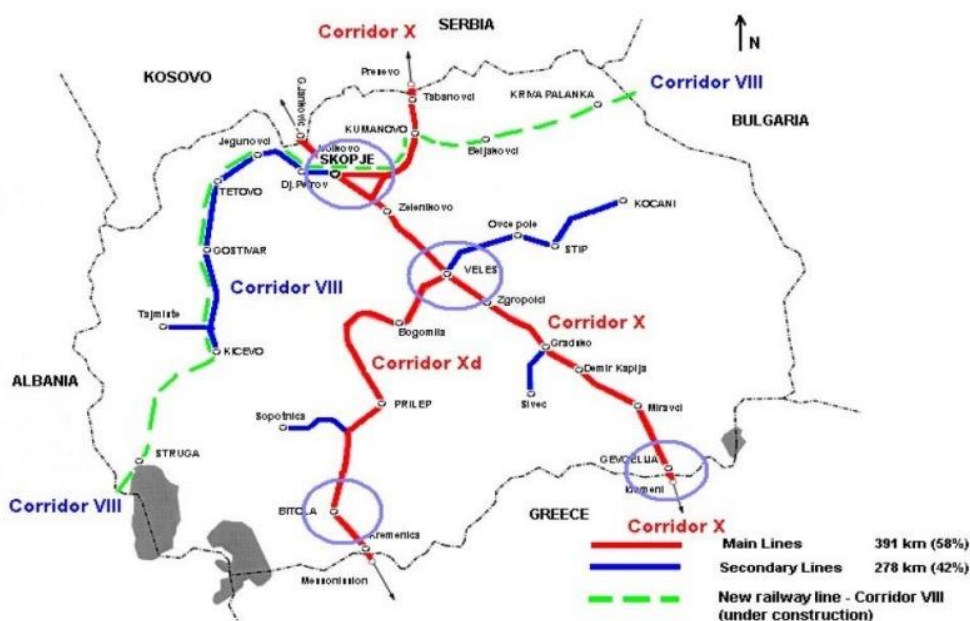 SERBIA
Corridor X
N
KOSOVO
Presevo
Corridor VIII
G.Jankovic
Tabanovci
KRIVA PALANKA
BULGARIA
KUMANOVO
Volkovo
Jegunovci
SKOPJE
Beljakovci
Dj.Petrov
TETOVO
Zelenikovo
KOCANI
Ovce pole
STIP
GOSTIVAR
VELES
Corridor VIII
Zgropolci
Tajmiste
Bogomila
Corridor X
Gradsko
KICEVO
Corridor Xd
Demir Kapija
ALBANIA
Sivec
PRILEP
Miravci
Sopotnica
STRUGA
GEVGELIJA
Corridor VIII
BITOLA
GREECE
Corridor X
Kremenica
Main Lines 391 km (58%)
Secondary Lines 278 km (42%)
New railway line - Corridor VIII
(under construction)